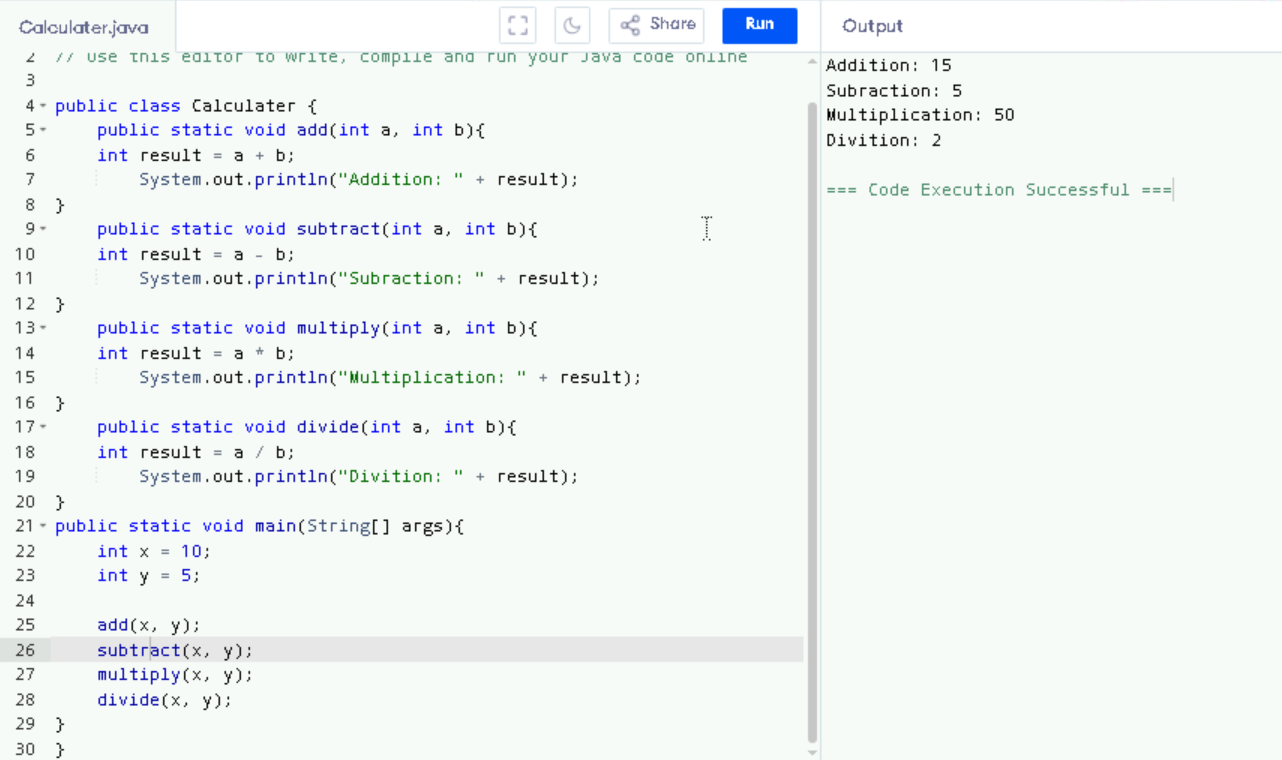 Calculater.java
Share
Run
Output
2 // Use this editor to write, compile and run your Java code online
3
4 public class Calculater {
5     public static void add(int a, int b){
6     int result = a + b;
7         System.out.println("Addition: " + result);
8 }
9     public static void subtract(int a, int b){
10     int result = a - b;
11         System.out.println("Subraction: " + result);
12 }
13     public static void multiply(int a, int b){
14     int result = a * b;
15         System.out.println("Multiplication: " + result);
16 }
17     public static void divide(int a, int b){
18     int result = a / b;
19         System.out.println("Divition: " + result);
20 }
21 public static void main(String[] args){
22     int x = 10;
23     int y = 5;
24
25     add(x, y);
26     subtract(x, y);
27     multiply(x, y);
28     divide(x, y);
29 }
30 }
Addition: 15
Subraction: 5
Multiplication: 50
Divition: 2
=== Code Execution Successful ===